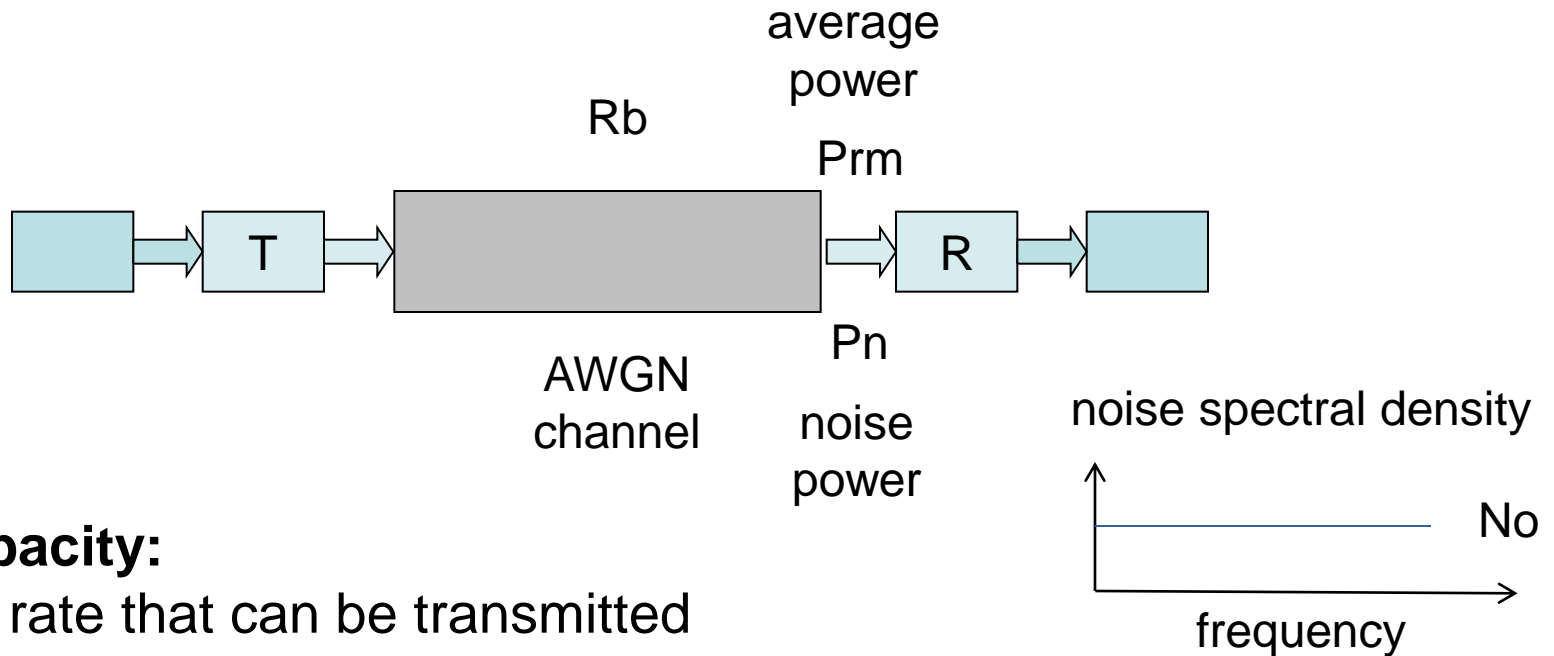 average
power
Rb
Prm
T
R
Pn
AWGN
channel
noise
power
noise spectral density
No
frequency
pacity:
rate that can be transmitted